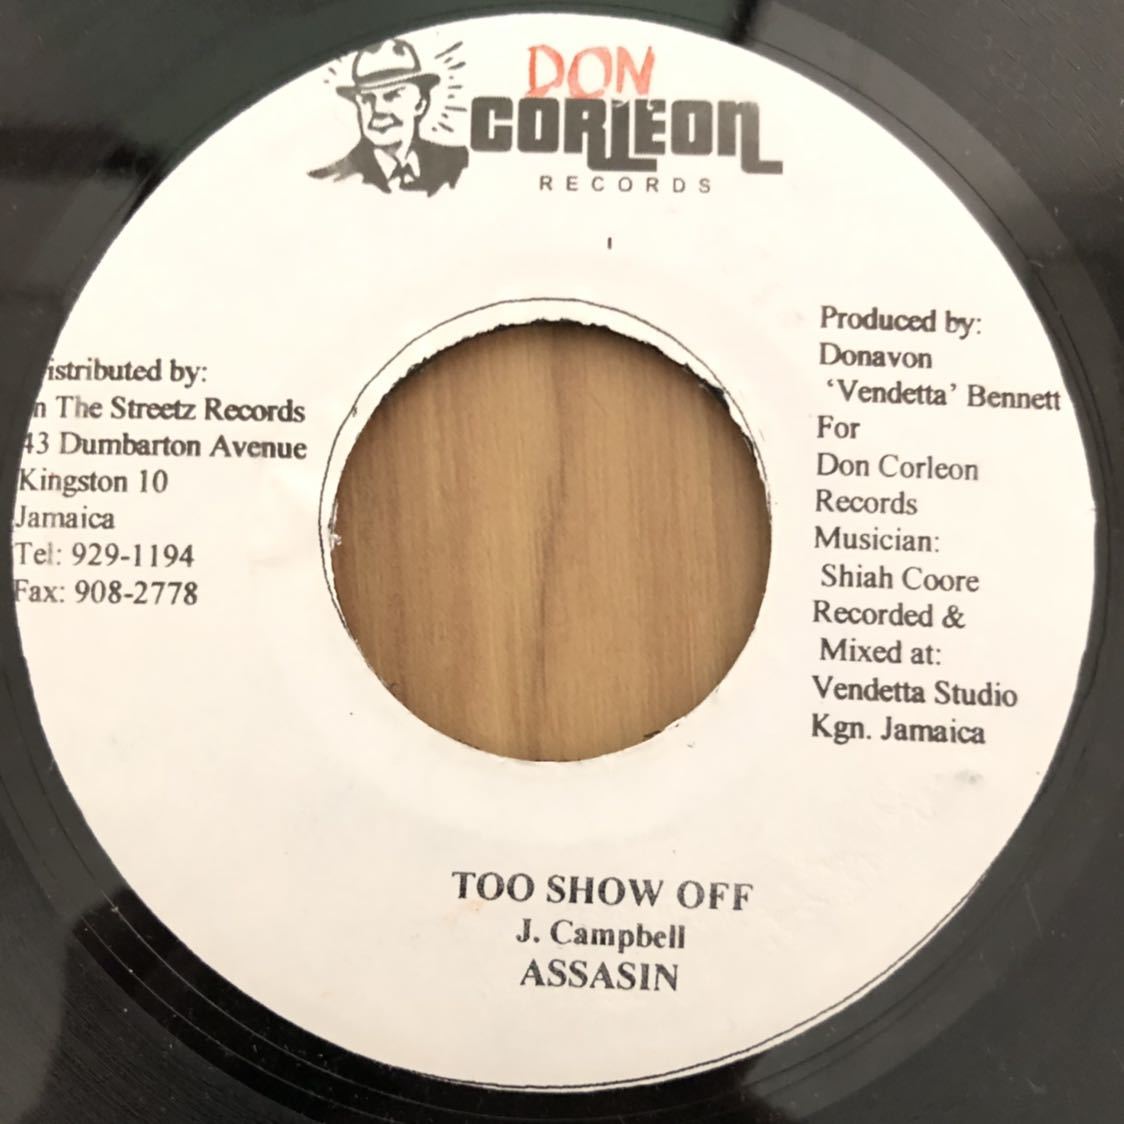 DON
CORLEON
RECORDS
istributed by:
n The Streetz Records
43 Dumbarton Avenue
Kingston 10
Jamaica
Tel: 929-1194
Fax: 908-2778
Produced by:
Donavon
‘Vendetta’ Bennett
For
Don Corleon
Records
Musician:
Shiah Coore
Recorded &
Mixed at:
Vendetta Studio
Kgn. Jamaica
TOO SHOW OFF
J. Campbell
ASSASIN